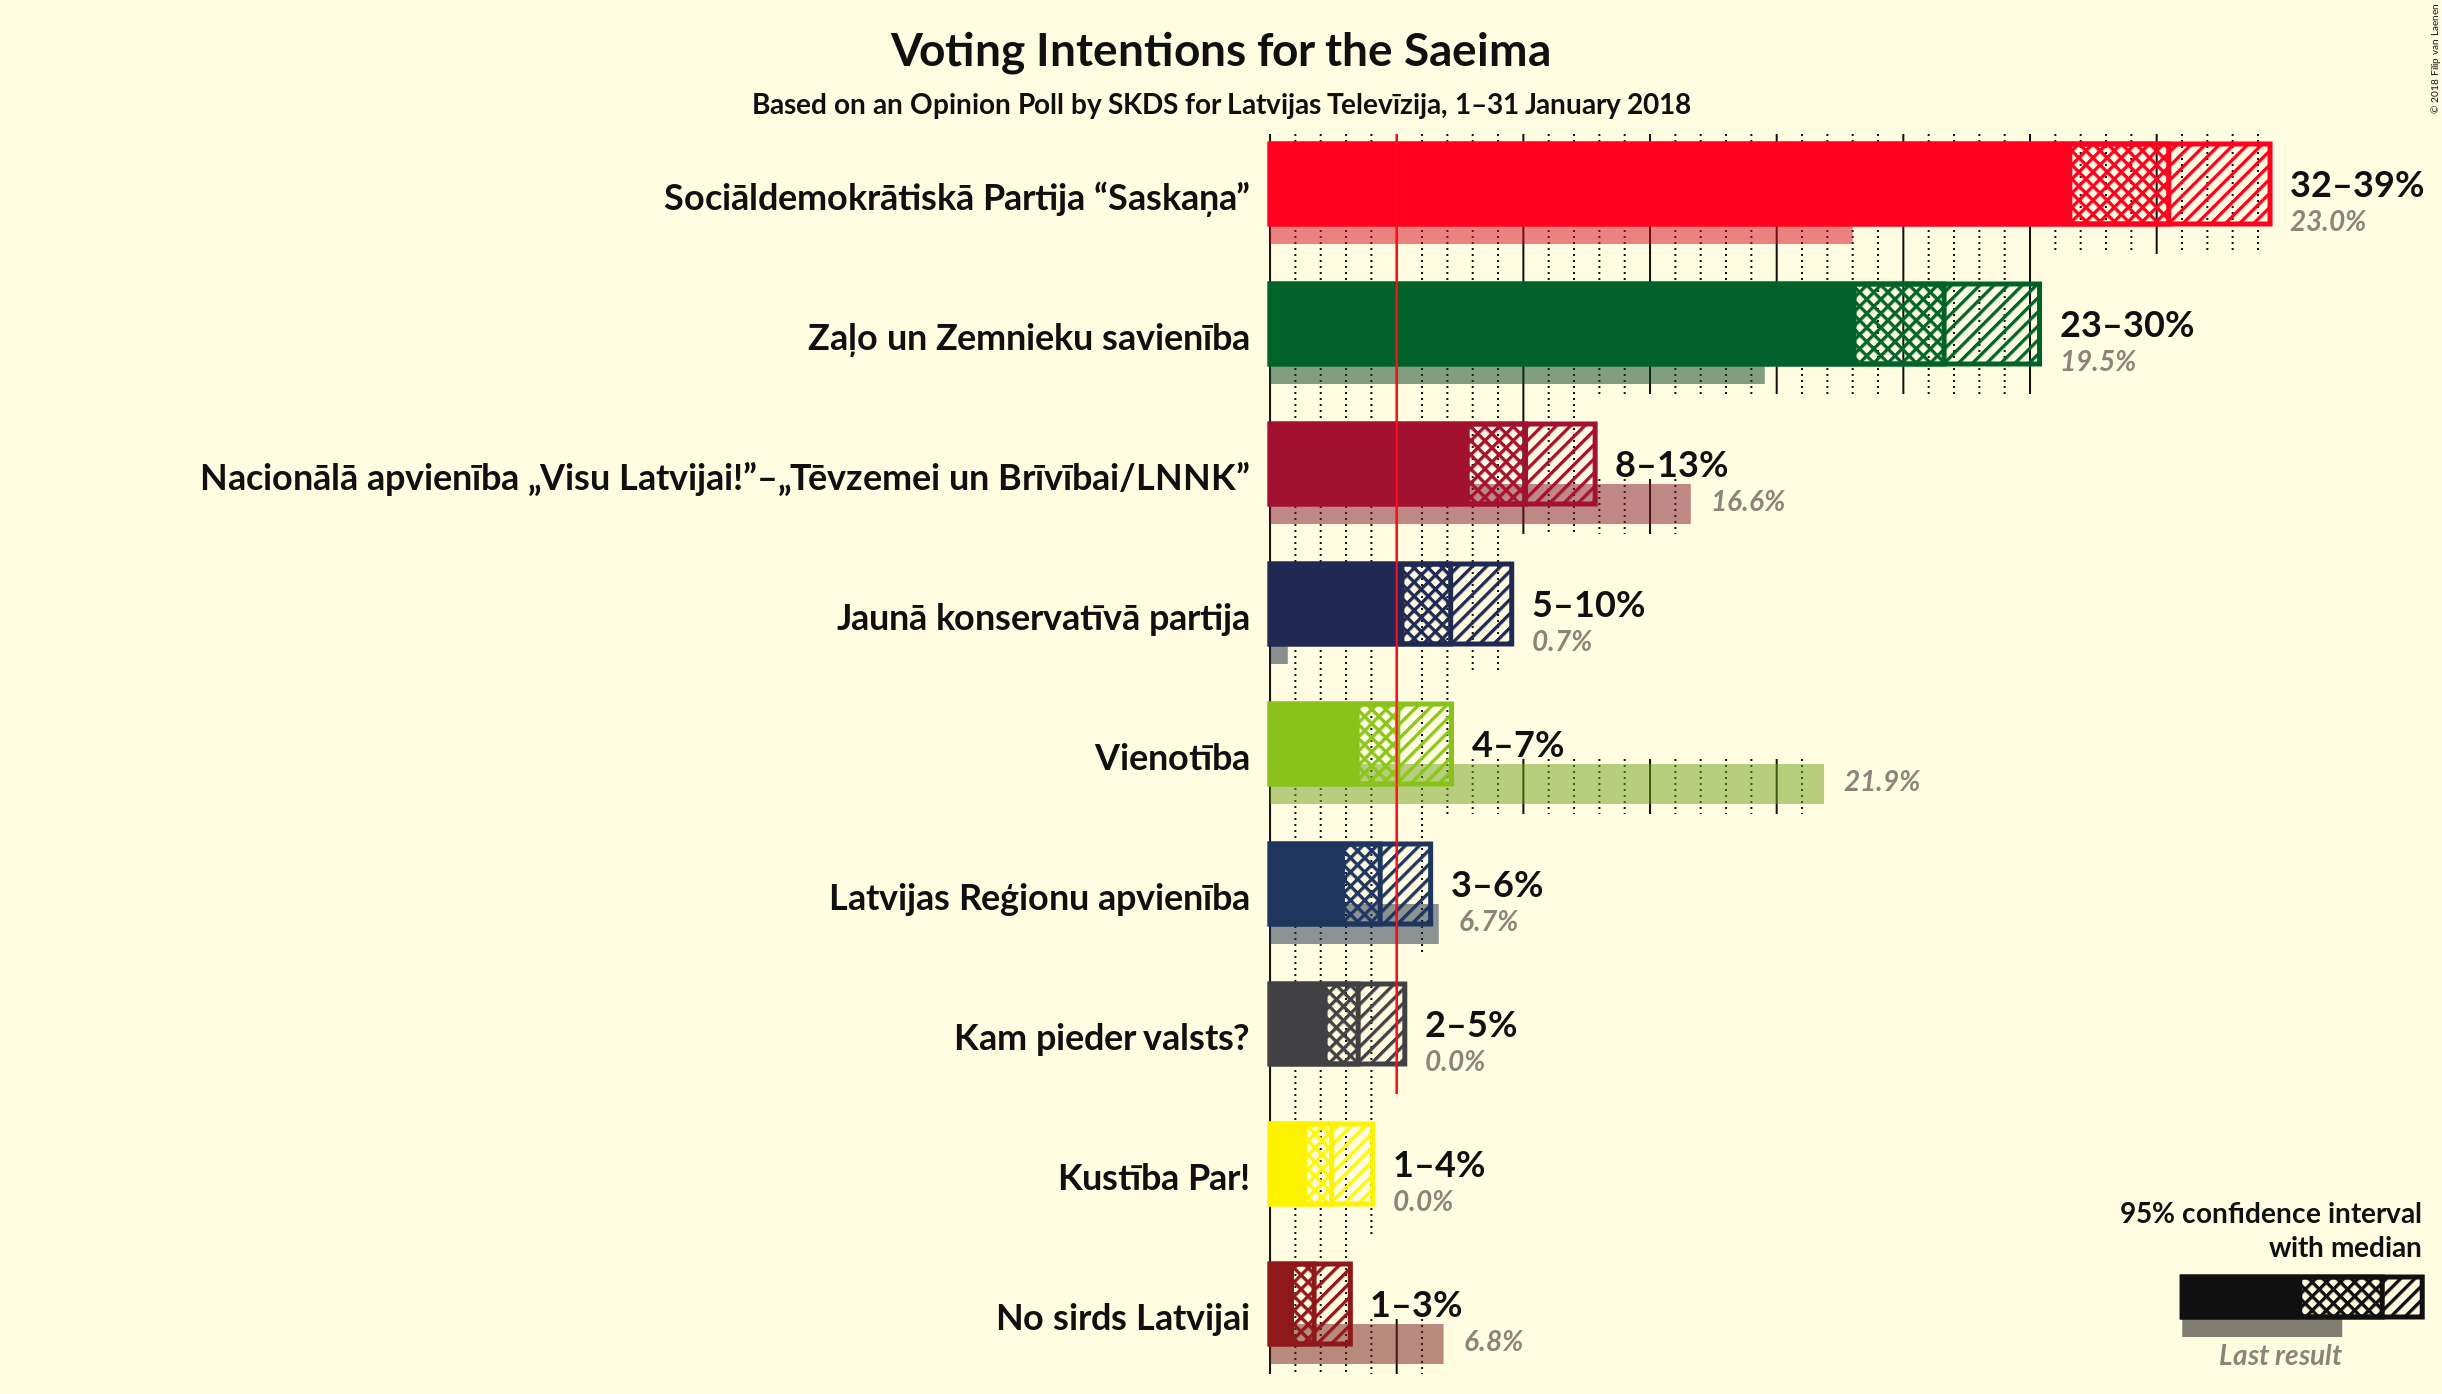 Voting Intentions for the Saeima
Based on an Opinion Poll by SKDS for Latvijas Televīzija, 1–31 January 2018
© 2018 Filip van Laenen
Sociāldemokrātiskā Partija “Saskaņa”
32–39%
23.0%
Zaļo un Zemnieku savienība
23–30%
19.5%
Nacionālā apvienība „Visu Latvijai!”–„Tēvzemei un Brīvībai/LNNK”
8–13%
16.6%
Jaunā konservatīvā partija
5–10%
0.7%
Vienotība
4–7%
21.9%
Latvijas Reģionu apvienība
3–6%
6.7%
Kam pieder valsts?
2–5%
0.0%
Kustība Par!
1–4%
0.0%
No sirds Latvijai
1–3%
6.8%
95% confidence interval
with median
Last result